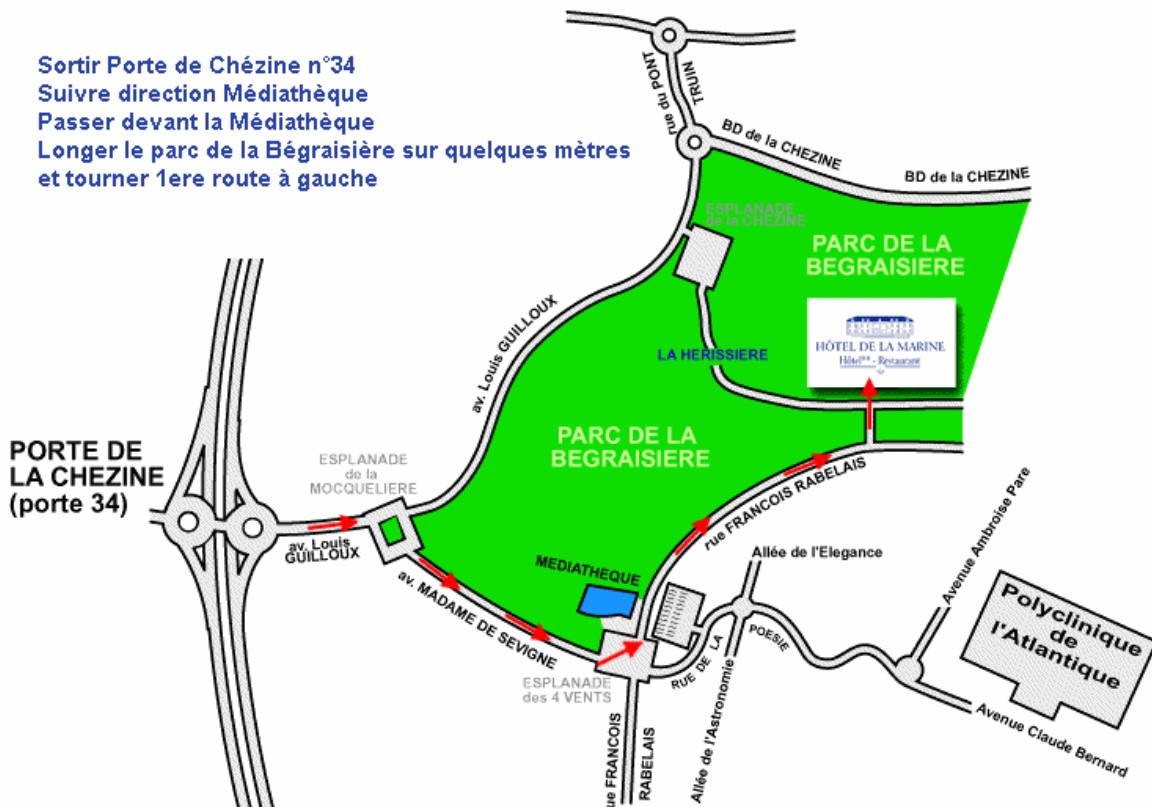 Sortir Porte de Chézine n°34
Suivre direction Médiathèque
Passer devant la Médiathèque
Longer le parc de la Bégraisière sur quelques mètres
et tourner 1ere route à gauche
rue du PONT
TRUIN
BD de la CHEZINE
BD de la CHEZINE
ESPLANADE
de la CHEZINE
PARC DE LA
BEGRAISIERE
HÔTEL DE LA MARINE
Hôtel** - Restaurant
LA HERISSIERE
av. Louis GUILLOUX
PARC DE LA
BEGRAISIERE
PORTE DE
LA CHEZINE
(porte 34)
ESPLANADE
de la
MOCQUELIERE
av. Louis
GUILLOUX
rue FRANCOIS RABELAIS
MEDIATHEQUE
av. MADAME DE SEVIGNE
Allée de l'Elegance
Avenue Ambroise Pare
Polyclinique
de
l'Atlantique
RUE DE LA
POESIE
ESPLANADE
des 4 VENTS
Allée de l'Astronomie
Avenue Claude Bernard
rue FRANCOIS
RABELAIS